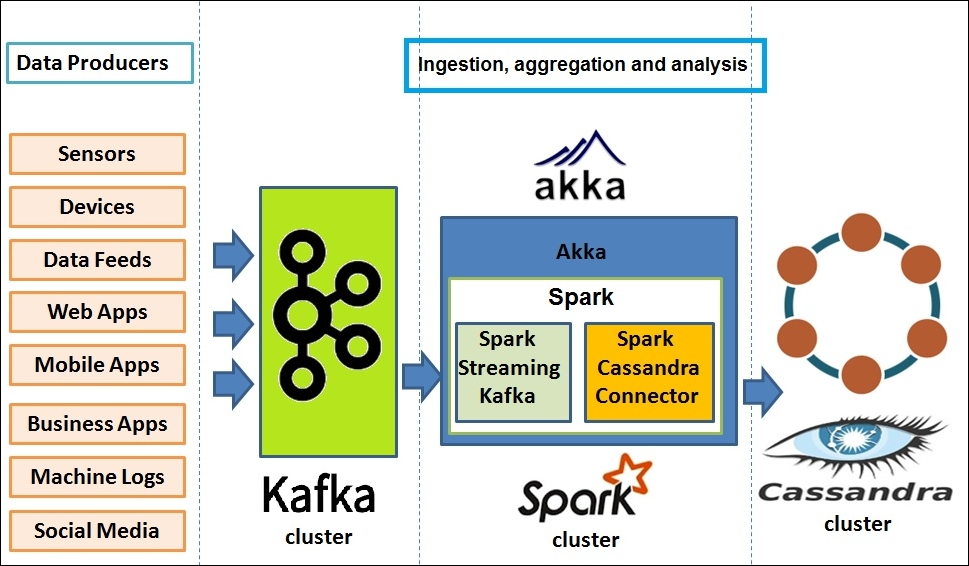 Data Producers
Ingestion, aggregation and analysis
Sensors
Devices
Data Feeds
Web Apps
Mobile Apps
Business Apps
Machine Logs
Social Media
Kafka
cluster
akka
Akka
Spark
Spark
Streaming
Kafka
Spark
Cassandra
Connector
Spark
cluster
Cassandra
cluster